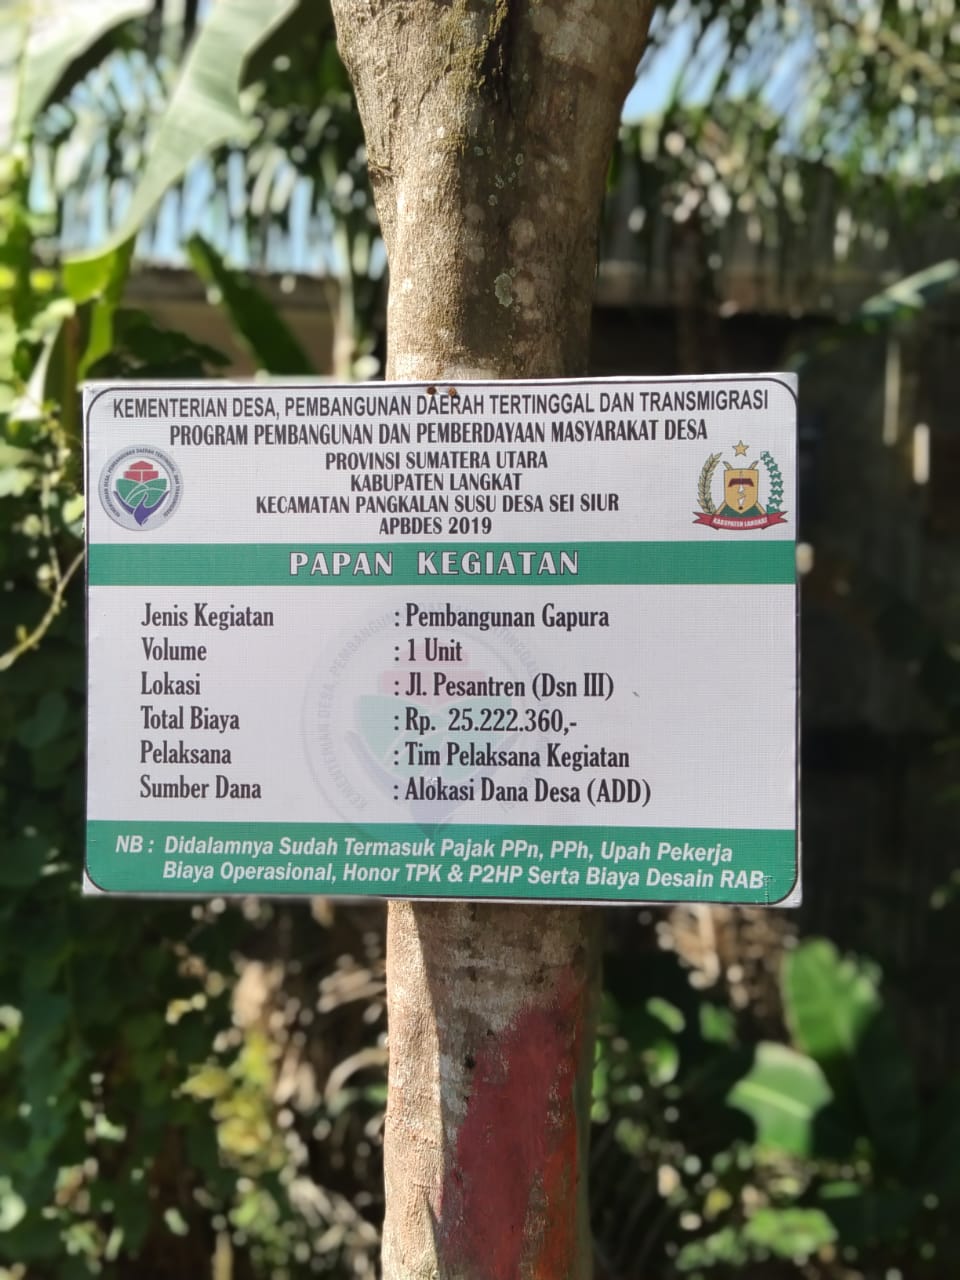 KEMENTERIAN DESA, PEMBANGUNAN DAERAH TERTINGGAL DAN TRANSMIGRASI
PROGRAM PEMBANGUNAN DAN PEMBERDAYAAN MASYARAKAT DESA
PROVINSI SUMATERA UTARA
KABUPATEN LANGKAT
KECAMATAN PANGKALAN SUSU DESA SEI SIUR
APBDES 2019
KABUPATEN LANGKAT
PAPAN KEGIATAN
Jenis Kegiatan : Pembangunan Gapura
Volume : 1 Unit
Lokasi : Jl. Pesantren (Dsn III)
Total Biaya : Rp. 25.222.360,-
Pelaksana : Tim Pelaksana Kegiatan
Sumber Dana : Alokasi Dana Desa (ADD)
NB : Didalamnya Sudah Termasuk Pajak PPn, PPh, Upah Pekerja
Biaya Operasional, Honor TPK & P2HP Serta Biaya Desain RAB